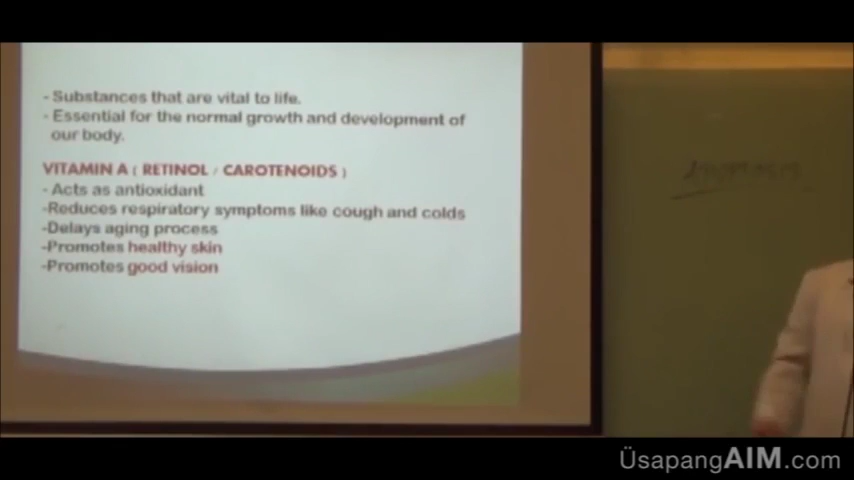 - Substances that are vital to life.
- Essential for the normal growth and development of
our body.
VITAMIN A ( RETINOL / CAROTENOIDS )
- Acts as antioxidant
-Reduces respiratory symptoms like cough and colds
-Delays aging process
-Promotes healthy skin
-Promotes good vision
ÜsapangAIM.com